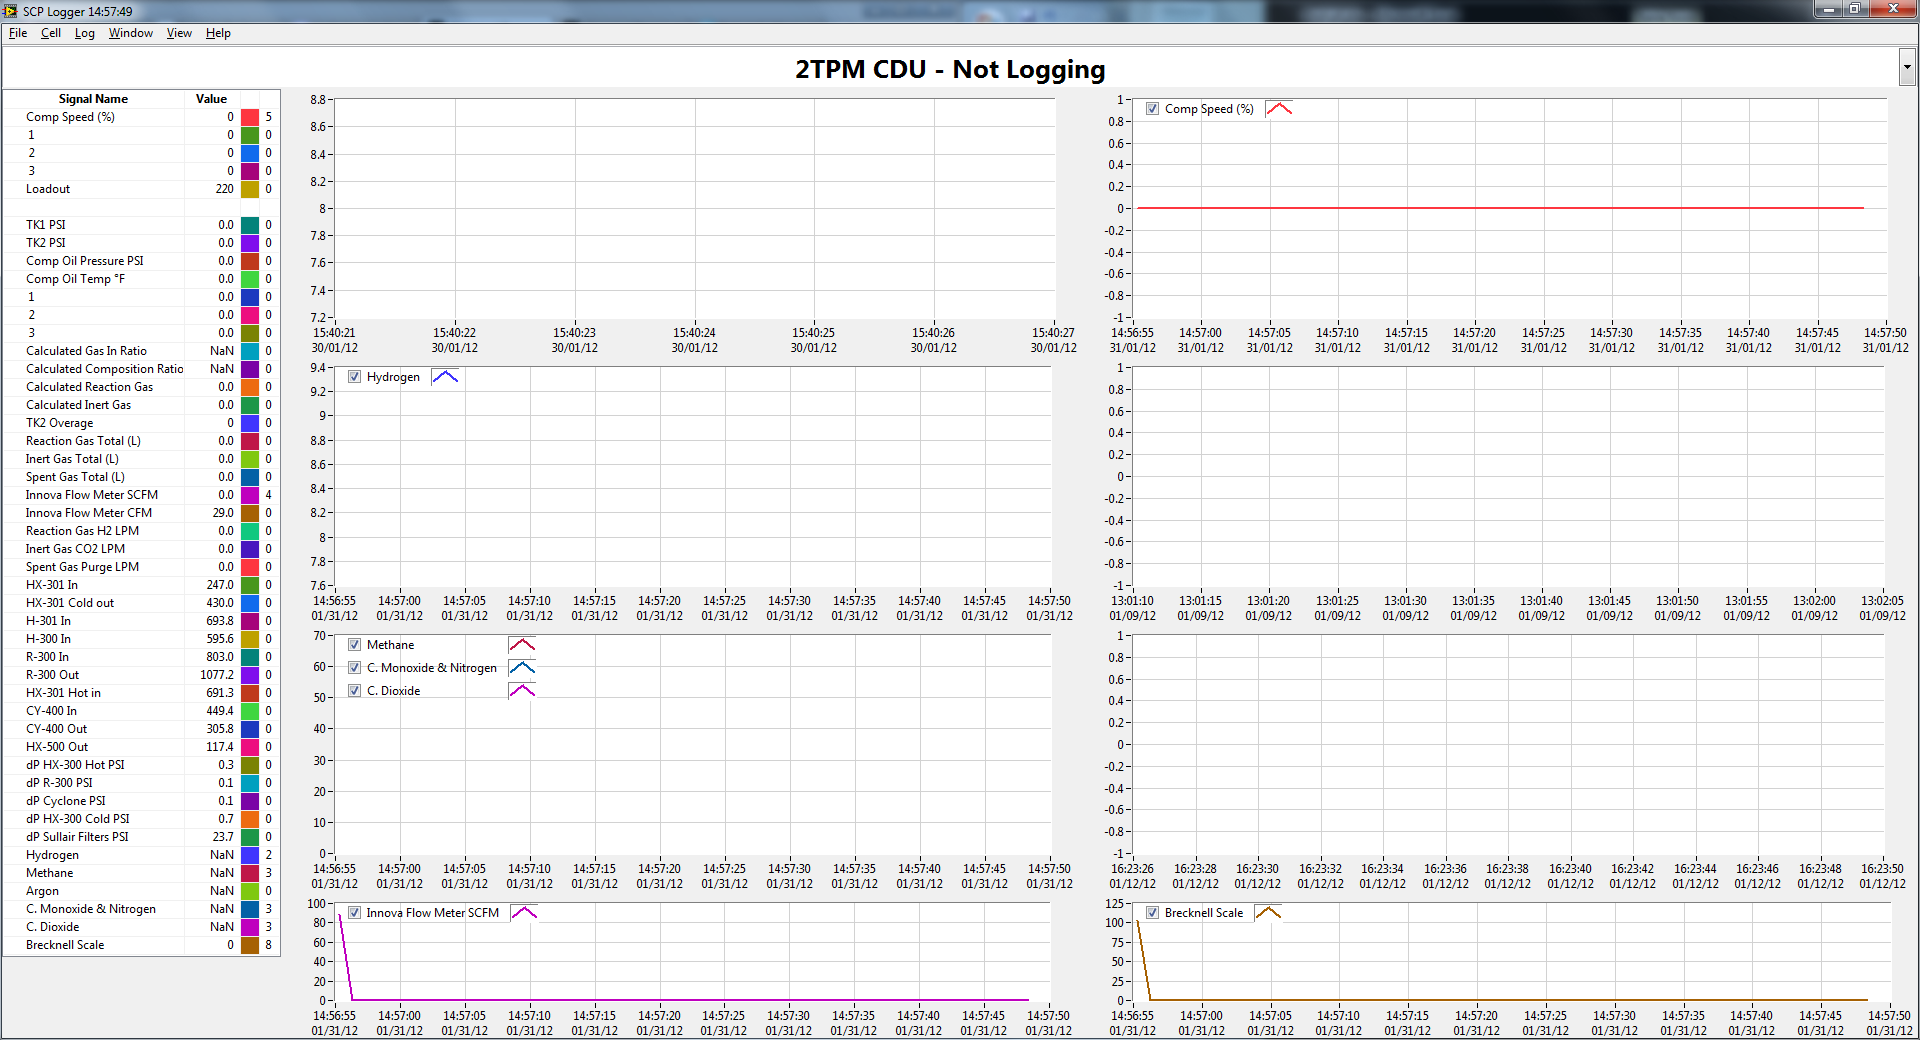 SCP Logger 14:57:49
File Cell Log Window View Help
2TPM CDU - Not Logging
Signal Name Value
Comp Speed (%) 0 5
1 0 0
2 0 0
3 0 0
Loadout 220 0
TK1 PSI 0.0 0
TK2 PSI 0.0 0
Comp Oil Pressure PSI 0.0 0
Comp Oil Temp °F 0.0 0
1 0.0 0
2 0.0 0
3 0.0 0
Calculated Gas In Ratio NaN 0
Calculated Composition Ratio NaN 0
Calculated Reaction Gas 0.0 0
Calculated Inert Gas 0.0 0
TK2 Overage 0 0
Reaction Gas Total (L) 0.0 0
Inert Gas Total (L) 0.0 0
Spent Gas Total (L) 0.0 0
Innova Flow Meter SCFM 0.0 4
Innova Flow Meter CFM 29.0 0
Reaction Gas H2 LPM 0.0 0
Inert Gas CO2 LPM 0.0 0
Spent Gas Purge LPM 0.0 0
HX-301 In 247.0 0
HX-301 Cold out 430.0 0
H-301 In 693.8 0
H-300 In 595.6 0
R-300 In 803.0 0
R-300 Out 1077.2 0
HX-301 Hot in 691.3 0
CY-400 In 449.4 0
CY-400 Out 305.8 0
HX-500 Out 117.4 0
dP HX-300 Hot PSI 0.3 0
dP R-300 PSI 0.1 0
dP Cyclone PSI 0.1 0
dP HX-300 Cold PSI 0.7 0
dP Sullair Filters PSI 23.7 0
Hydrogen NaN 2
Methane NaN 3
Argon NaN 0
C. Monoxide & Nitrogen NaN 3
C. Dioxide NaN 3
Brecknell Scale 0 8
8.8
8.6
8.4
8.2
8
7.8
7.6
7.4
7.2
15:40:21 15:40:22 15:40:23 15:40:24 15:40:25 15:40:26 15:40:27
30/01/12 30/01/12 30/01/12 30/01/12 30/01/12 30/01/12 30/01/12
Comp Speed (%)
1
0.8
0.6
0.4
0.2
0
-0.2
-0.4
-0.6
-0.8
-1
14:56:55 14:57:00 14:57:05 14:57:10 14:57:15 14:57:20 14:57:25 14:57:30 14:57:35 14:57:40 14:57:45 14:57:50
31/01/12 31/01/12 31/01/12 31/01/12 31/01/12 31/01/12 31/01/12 31/01/12 31/01/12 31/01/12 31/01/12 31/01/12
Hydrogen
9.4
9.2
9
8.8
8.6
8.4
8.2
8
7.8
7.6
14:56:55 14:57:00 14:57:05 14:57:10 14:57:15 14:57:20 14:57:25 14:57:30 14:57:35 14:57:40 14:57:45 14:57:50
01/31/12 01/31/12 01/31/12 01/31/12 01/31/12 01/31/12 01/31/12 01/31/12 01/31/12 01/31/12 01/31/12 01/31/12
1
0.8
0.6
0.4
0.2
0
-0.2
-0.4
-0.6
-0.8
-1
13:01:10 13:01:15 13:01:20 13:01:25 13:01:30 13:01:35 13:01:40 13:01:45 13:01:50 13:01:55 13:02:00 13:02:05
01/09/12 01/09/12 01/09/12 01/09/12 01/09/12 01/09/12 01/09/12 01/09/12 01/09/12 01/09/12 01/09/12 01/09/12
Methane
C. Monoxide & Nitrogen
C. Dioxide
70
60
50
40
30
20
10
0
14:56:55 14:57:00 14:57:05 14:57:10 14:57:15 14:57:20 14:57:25 14:57:30 14:57:35 14:57:40 14:57:45 14:57:50
01/31/12 01/31/12 01/31/12 01/31/12 01/31/12 01/31/12 01/31/12 01/31/12 01/31/12 01/31/12 01/31/12 01/31/12
1
0.8
0.6
0.4
0.2
0
-0.2
-0.4
-0.6
-0.8
-1
16:23:26 16:23:28 16:23:30 16:23:32 16:23:34 16:23:36 16:23:38 16:23:40 16:23:42 16:23:44 16:23:46 16:23:48 16:23:50
01/12/12 01/12/12 01/12/12 01/12/12 01/12/12 01/12/12 01/12/12 01/12/12 01/12/12 01/12/12 01/12/12 01/12/12 01/12/12
Innova Flow Meter SCFM
100
80
60
40
20
0
14:56:55 14:57:00 14:57:05 14:57:10 14:57:15 14:57:20 14:57:25 14:57:30 14:57:35 14:57:40 14:57:45 14:57:50
01/31/12 01/31/12 01/31/12 01/31/12 01/31/12 01/31/12 01/31/12 01/31/12 01/31/12 01/31/12 01/31/12 01/31/12
Brecknell Scale
125
100
75
50
25
0
14:56:55 14:57:00 14:57:05 14:57:10 14:57:15 14:57:20 14:57:25 14:57:30 14:57:35 14:57:40 14:57:45 14:57:50
01/31/12 01/31/12 01/31/12 01/31/12 01/31/12 01/31/12 01/31/12 01/31/12 01/31/12 01/31/12 01/31/12 01/31/12